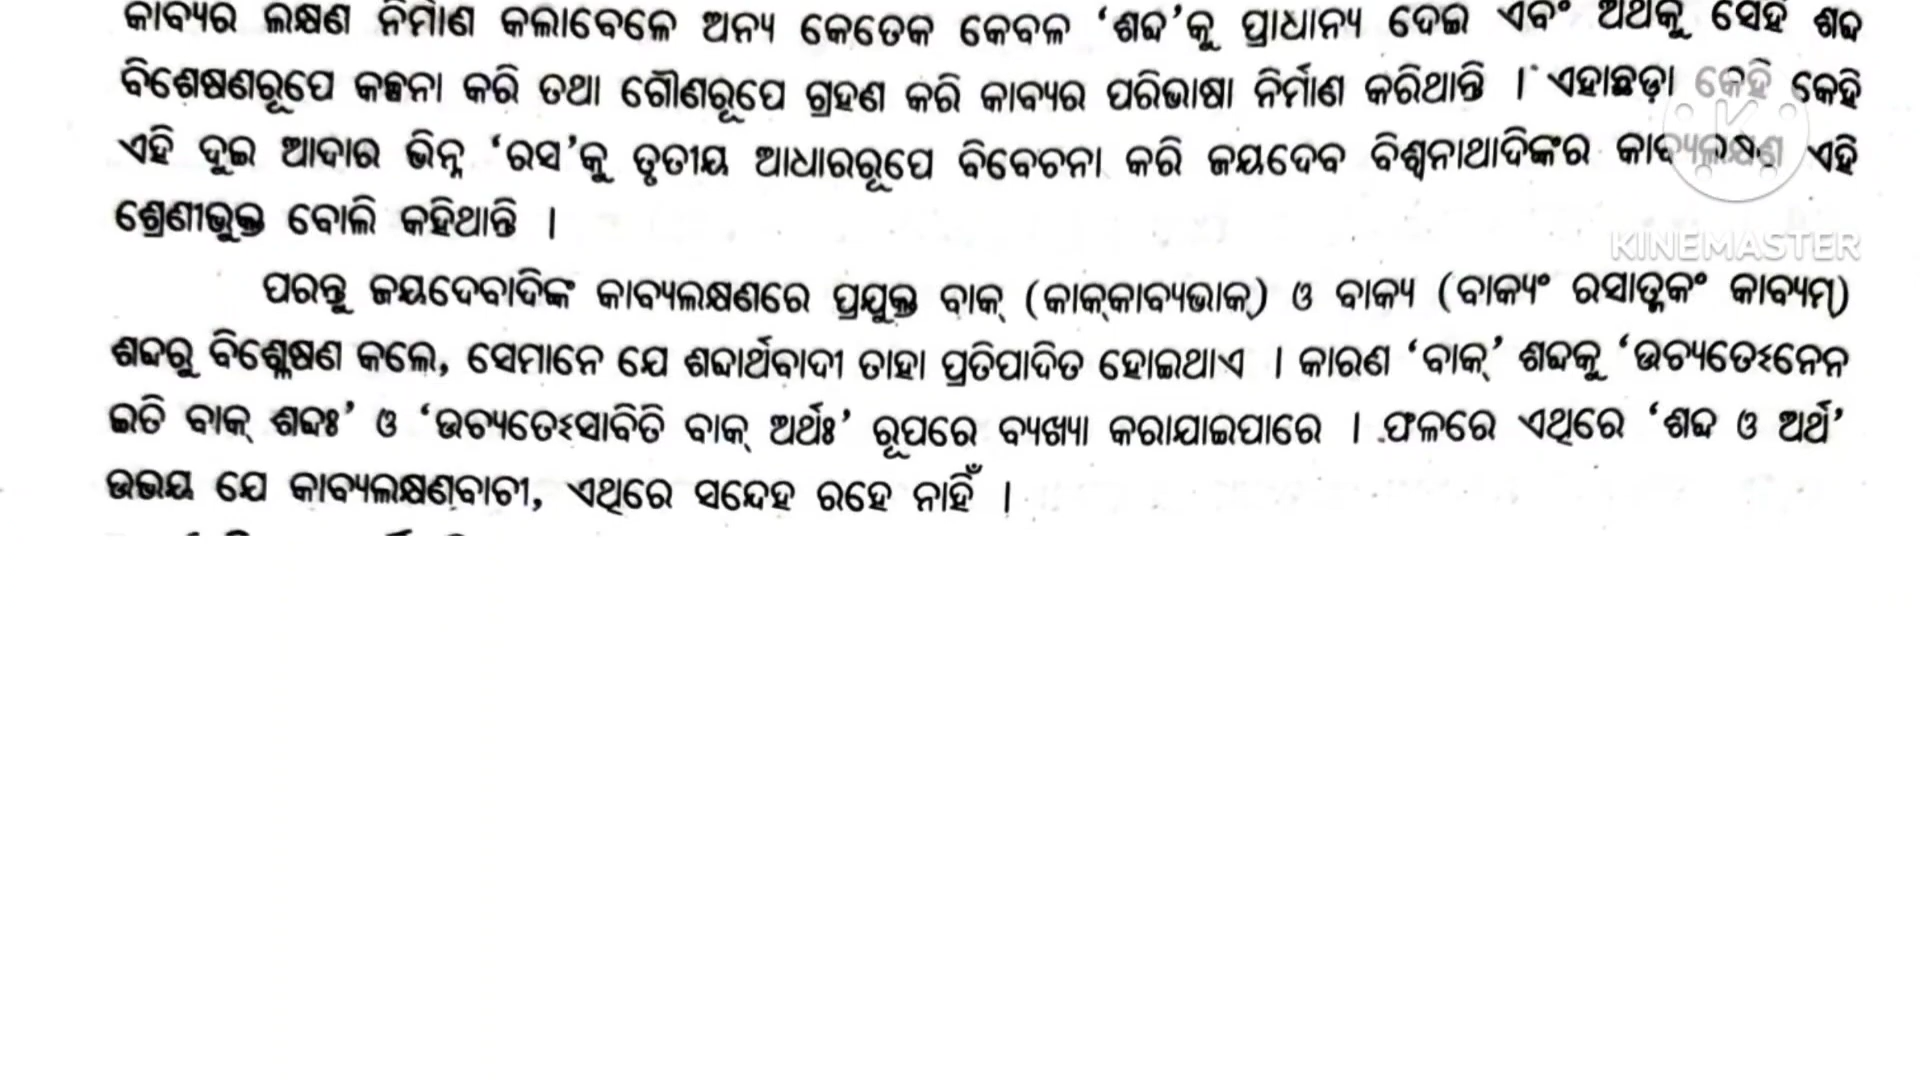 କାବ୍ୟର ଲକ୍ଷଣ ନିର୍ମାଣ କଲାବେଳେ ଅନ୍ୟ କେତେକ କେବଳ ‘ଶବ୍ଦ’କୁ ପ୍ରାଧାନ୍ୟ ଦେଇ ଏବଂ ଅର୍ଥକୁ ସେହି ଶବ୍ଦ
ବିଶେଷଣରୂପେ କଳ୍ପନା କରି ତଥା ଗୌଣରୂପେ ଗ୍ରହଣ କରି କାବ୍ୟର ପରିଭାଷା ନିର୍ମାଣ କରିଥାନ୍ତି । ଏହାଛଡ଼ା କେହି କେହି
ଏହି ଦୁଇ ଆଦାର ଭିନ୍ନ ‘ରସ’କୁ ତୃତୀୟ ଆଧାରରୂପେ ବିବେଚନା କରି ଜୟଦେବ ବିଶ୍ୱନାଥାଦିଙ୍କର କାବ୍ୟଲକ୍ଷଣ ଏହି
ଶ୍ରେଣୀଭୁକ୍ତ ବୋଲି କହିଥାନ୍ତି ।
KINEMASTER
ପରନ୍ତୁ ଜୟଦେବାଦିଙ୍କ କାବ୍ୟଲକ୍ଷଣରେ ପ୍ରଯୁକ୍ତ ବାକ୍ (କାକ୍‌କାବ୍ୟଭାକ୍) ଓ ବାକ୍ୟ (ବାକ୍ୟଂ ରସାତ୍ମକଂ କାବ୍ୟମ୍)
ଶବ୍ଦରୁ ବିଶ୍ଳେଷଣ କଲେ, ସେମାନେ ଯେ ଶବ୍ଦାର୍ଥବାଦୀ ତାହା ପ୍ରତିପାଦିତ ହୋଇଥାଏ । କାରଣ ‘ବାକ୍’ ଶବ୍ଦକୁ ‘ଉଚ୍ୟତେଽନେନ
ଇତି ବାକ୍ ଶବ୍ଦଃ’ ଓ ‘ଉଚ୍ୟତେଽସାବିତି ବାକ୍ ଅର୍ଥଃ’ ରୂପରେ ବ୍ୟଖ୍ୟା କରାଯାଇପାରେ । ଫଳରେ ଏଥିରେ ‘ଶବ୍ଦ ଓ ଅର୍ଥ’
ଉଭୟ ଯେ କାବ୍ୟଲକ୍ଷଣବାଚୀ, ଏଥିରେ ସନ୍ଦେହ ରହେ ନାହିଁ ।